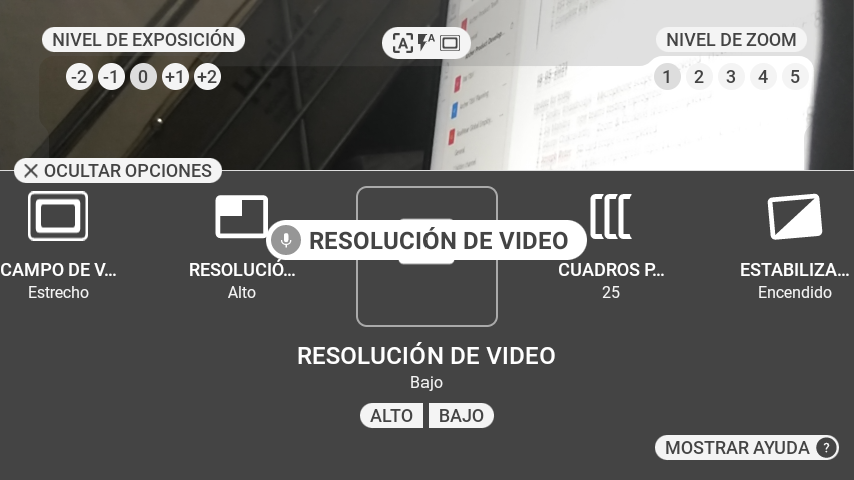 NIVEL DE EXPOSICIÓN
-2 -1 0 +1 +2
A
A
NIVEL DE ZOOM
1 2 3 4 5
OCULTAR OPCIONES
CAMPO DE V...
Estrecho
RESOLUCIÓ...
Alto
RESOLUCIÓN DE VIDEO
CUADROS P...
25
ESTABILIZA...
Encendido
RESOLUCIÓN DE VIDEO
Bajo
ALTO BAJO
MOSTRAR AYUDA ?